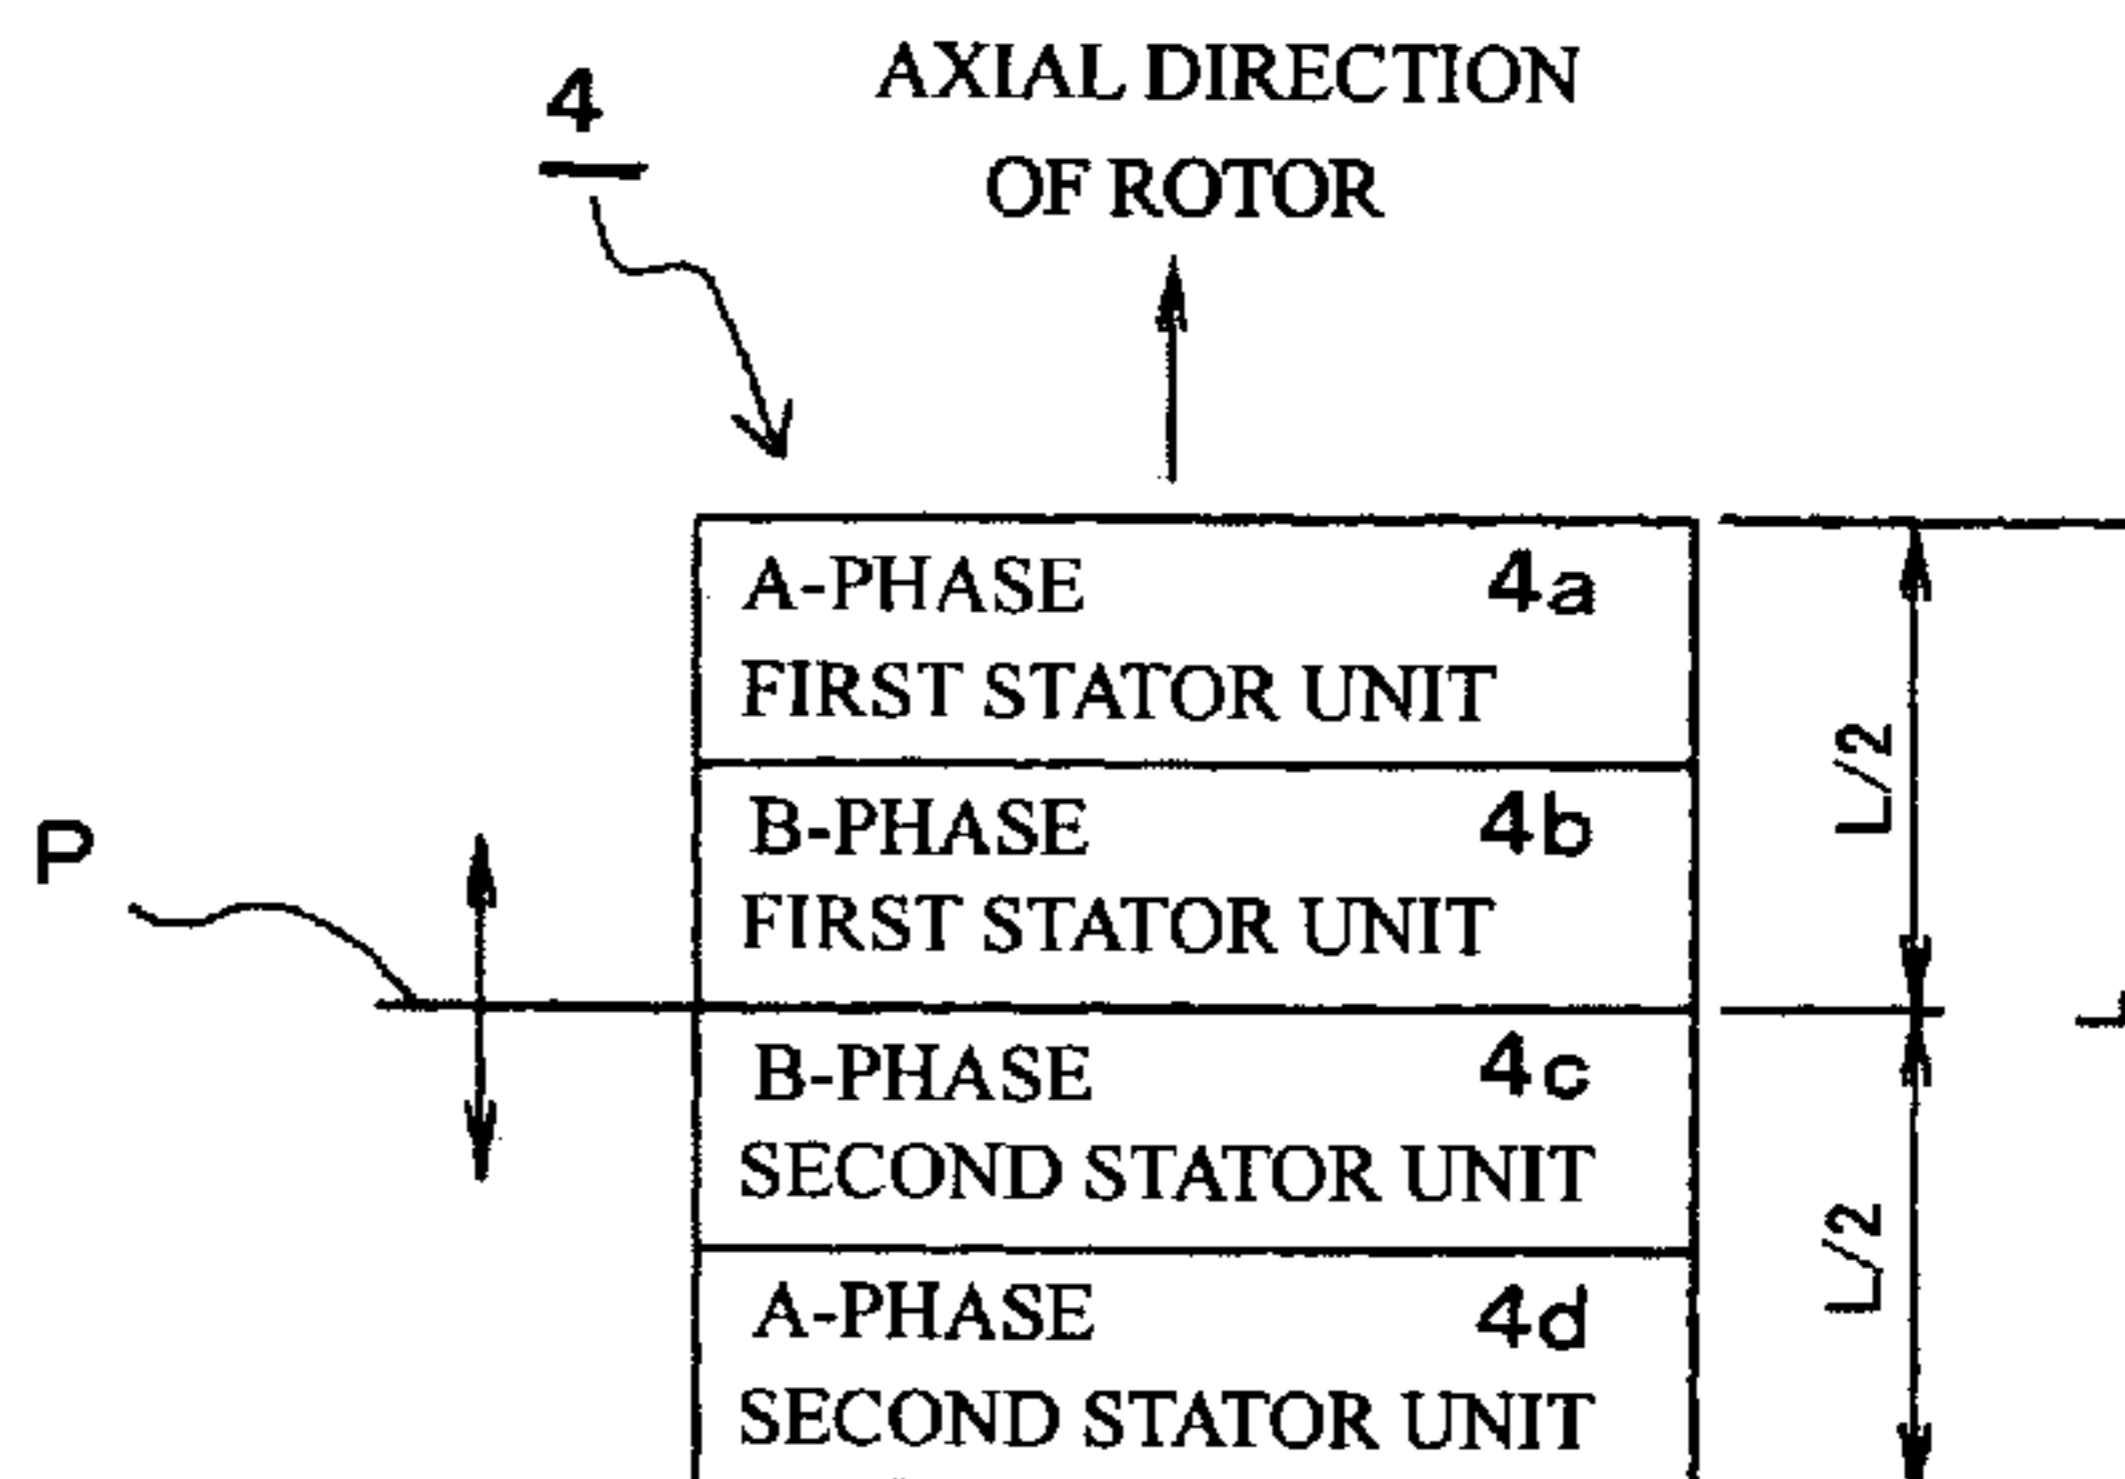 4
AXIAL DIRECTION
OF ROTOR
A-PHASE 4a
FIRST STATOR UNIT
L/2
B-PHASE 4b
FIRST STATOR UNIT
P
L
B-PHASE 4c
SECOND STATOR UNIT
L/2
A-PHASE 4d
SECOND STATOR UNIT